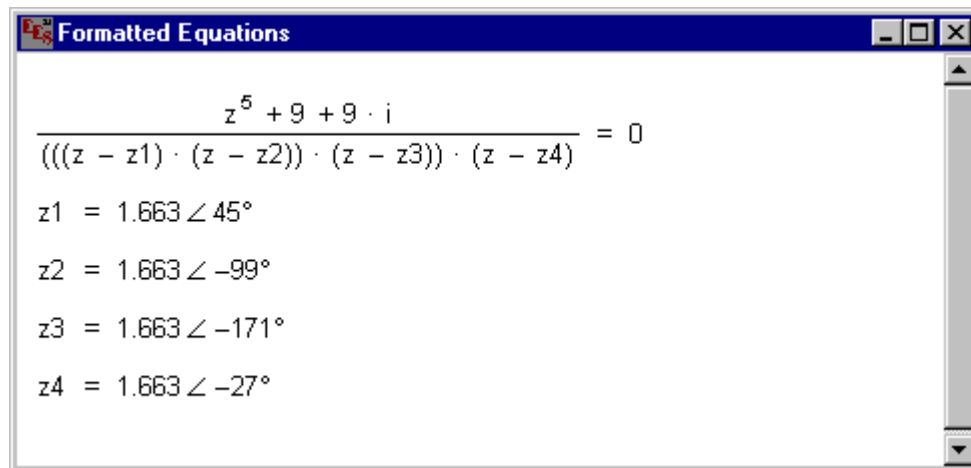 EES Formatted Equations
z^5 + 9 + 9 · i
(((z − z1) · (z − z2)) · (z − z3)) · (z − z4) = 0
z1 = 1.663 ∠ 45°
z2 = 1.663 ∠ −99°
z3 = 1.663 ∠ −171°
z4 = 1.663 ∠ −27°